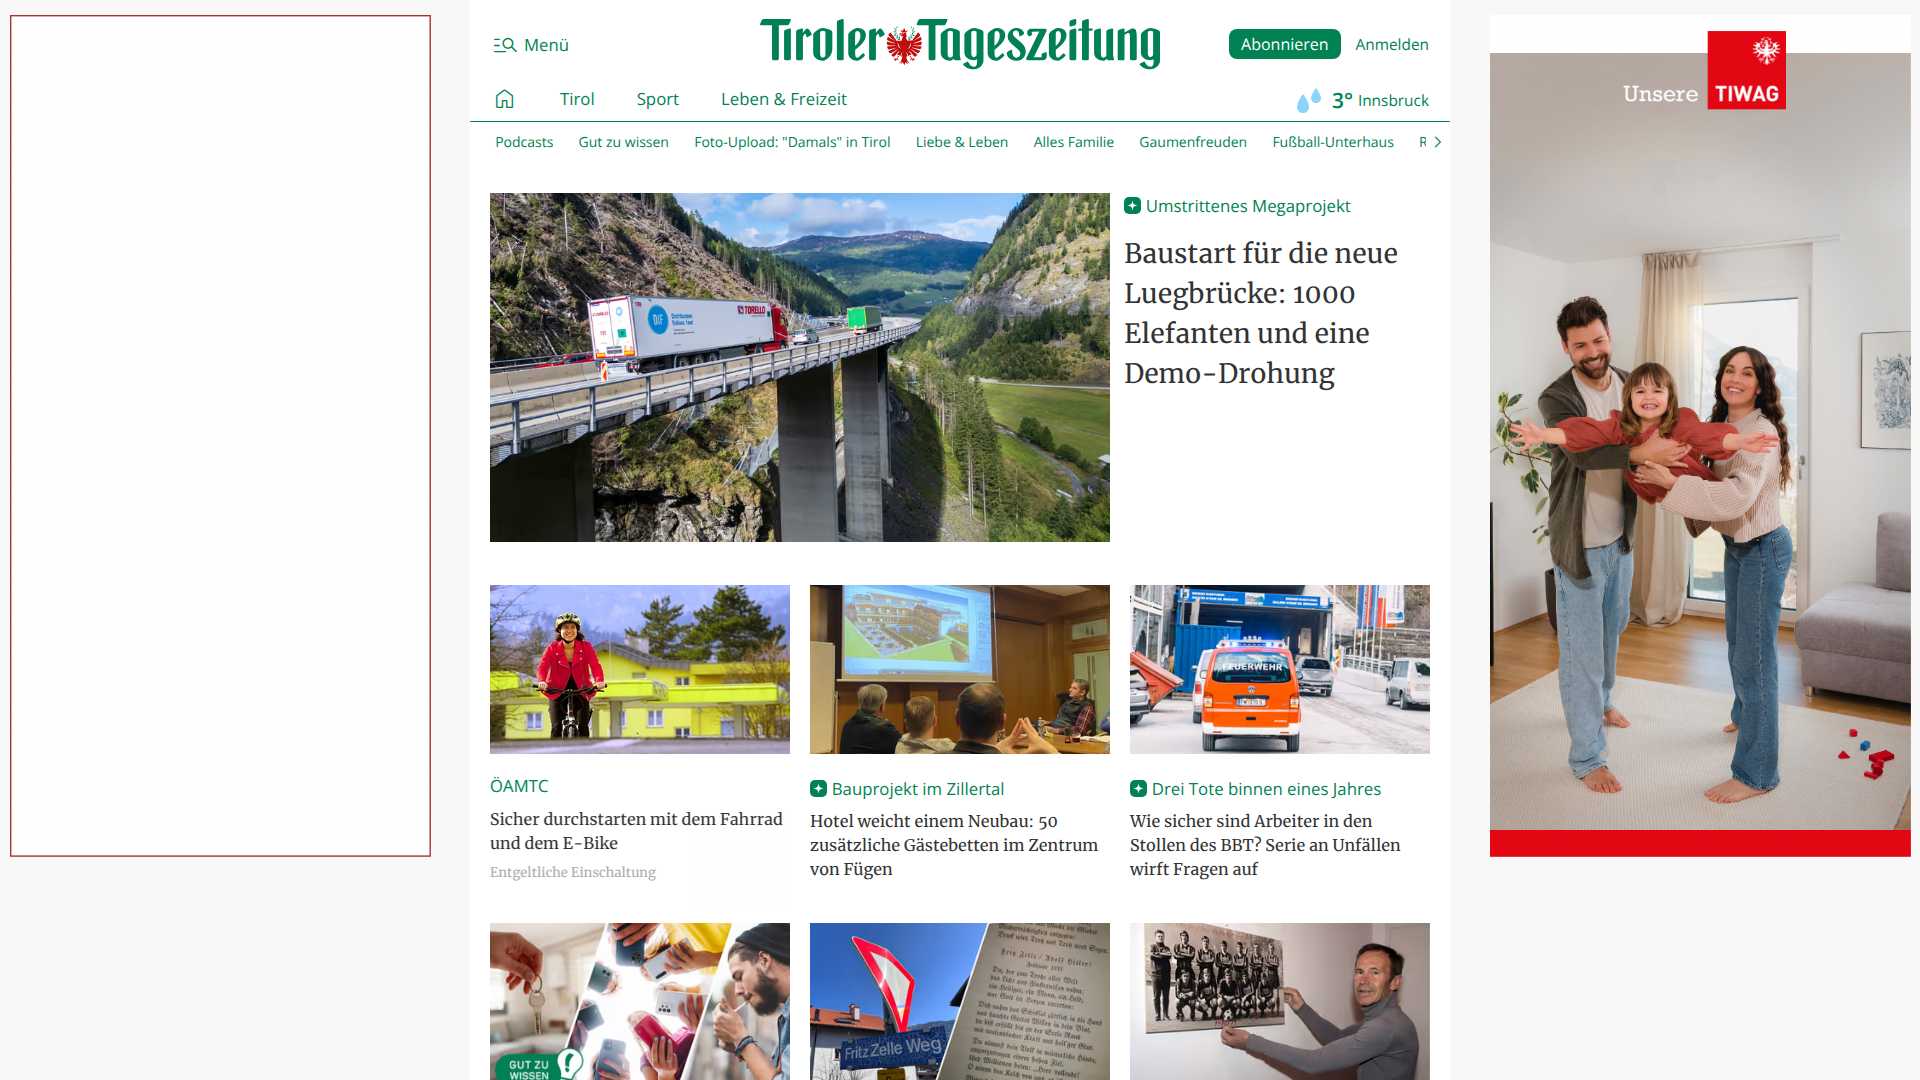 Menü
Tiroler Tageszeitung
Abonnieren
Anmelden
Tirol
Sport
Leben & Freizeit
3° Innsbruck
Podcasts
Gut zu wissen
Foto-Upload: "Damals" in Tirol
Liebe & Leben
Alles Familie
Gaumenfreuden
Fußball-Unterhaus
Unsere
TIWAG
DIF
TORELLO
Umstrittenes Megaprojekt
Baustart für die neue
Luegbrücke: 1000
Elefanten und eine
Demo-Drohung
FEUERWEHR
ÖAMTC
Sicher durchstarten mit dem Fahrrad
und dem E-Bike
Entgeltliche Einschaltung
Bauprojekt im Zillertal
Hotel weicht einem Neubau: 50
zusätzliche Gästebetten im Zentrum
von Fügen
Drei Tote binnen eines Jahres
Wie sicher sind Arbeiter in den
Stollen des BBT? Serie an Unfällen
wirft Fragen auf
GUT ZU
WISSEN
Fritz Zelle Weg